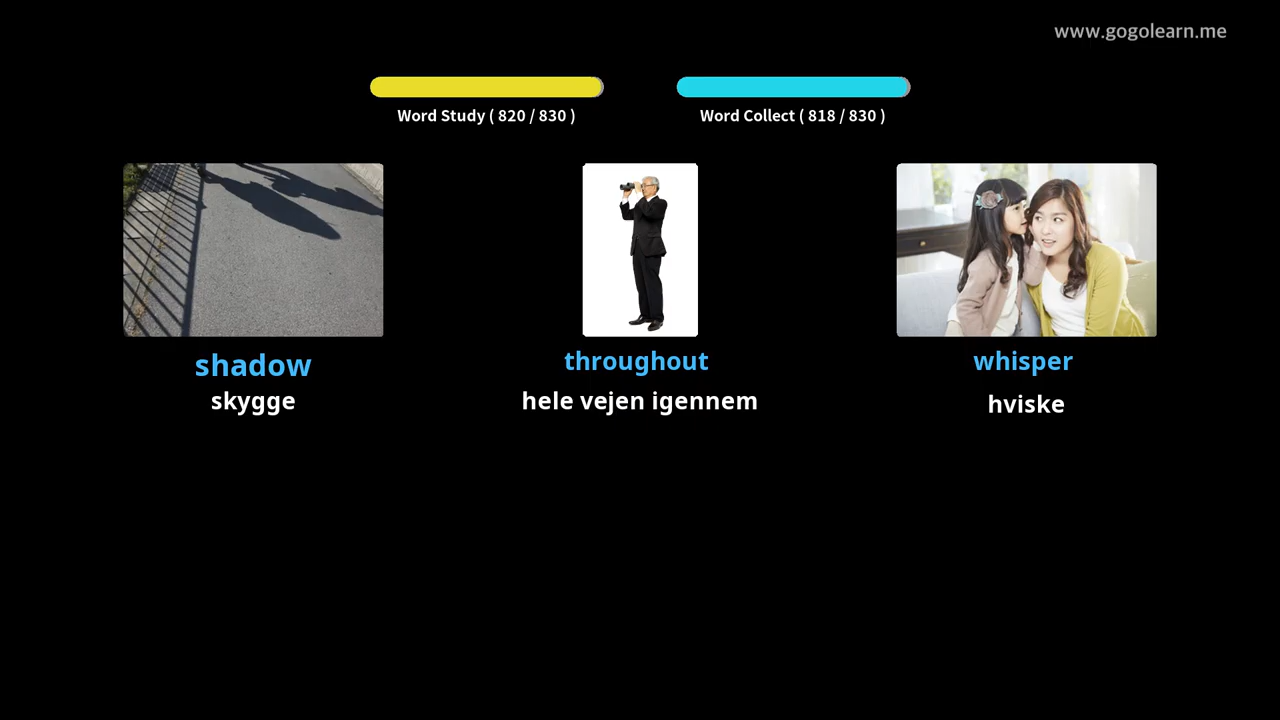 www.gogolearn.me
Word Study ( 820 / 830 )
Word Collect ( 818 / 830 )
shadow
skygge
throughout
hele vejen igennem
whisper
hviske